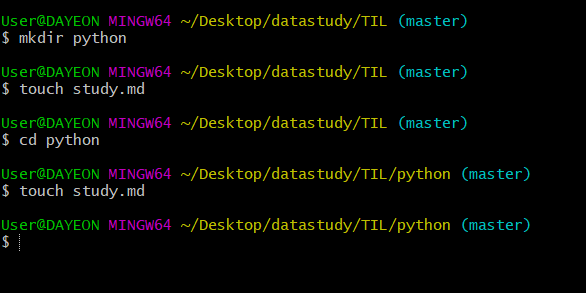 User@DAYEON MINGW64 ~/Desktop/datastudy/TIL (master)
$ mkdir python
User@DAYEON MINGW64 ~/Desktop/datastudy/TIL (master)
$ touch study.md
User@DAYEON MINGW64 ~/Desktop/datastudy/TIL (master)
$ cd python
User@DAYEON MINGW64 ~/Desktop/datastudy/TIL/python (master)
$ touch study.md
User@DAYEON MINGW64 ~/Desktop/datastudy/TIL/python (master)
$